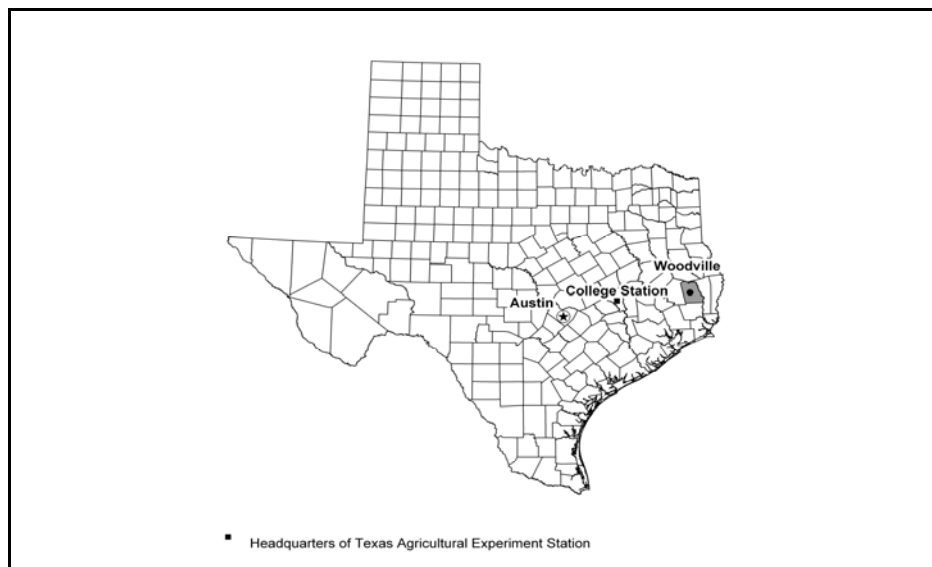 Woodville
College Station
Austin
Headquarters of Texas Agricultural Experiment Station